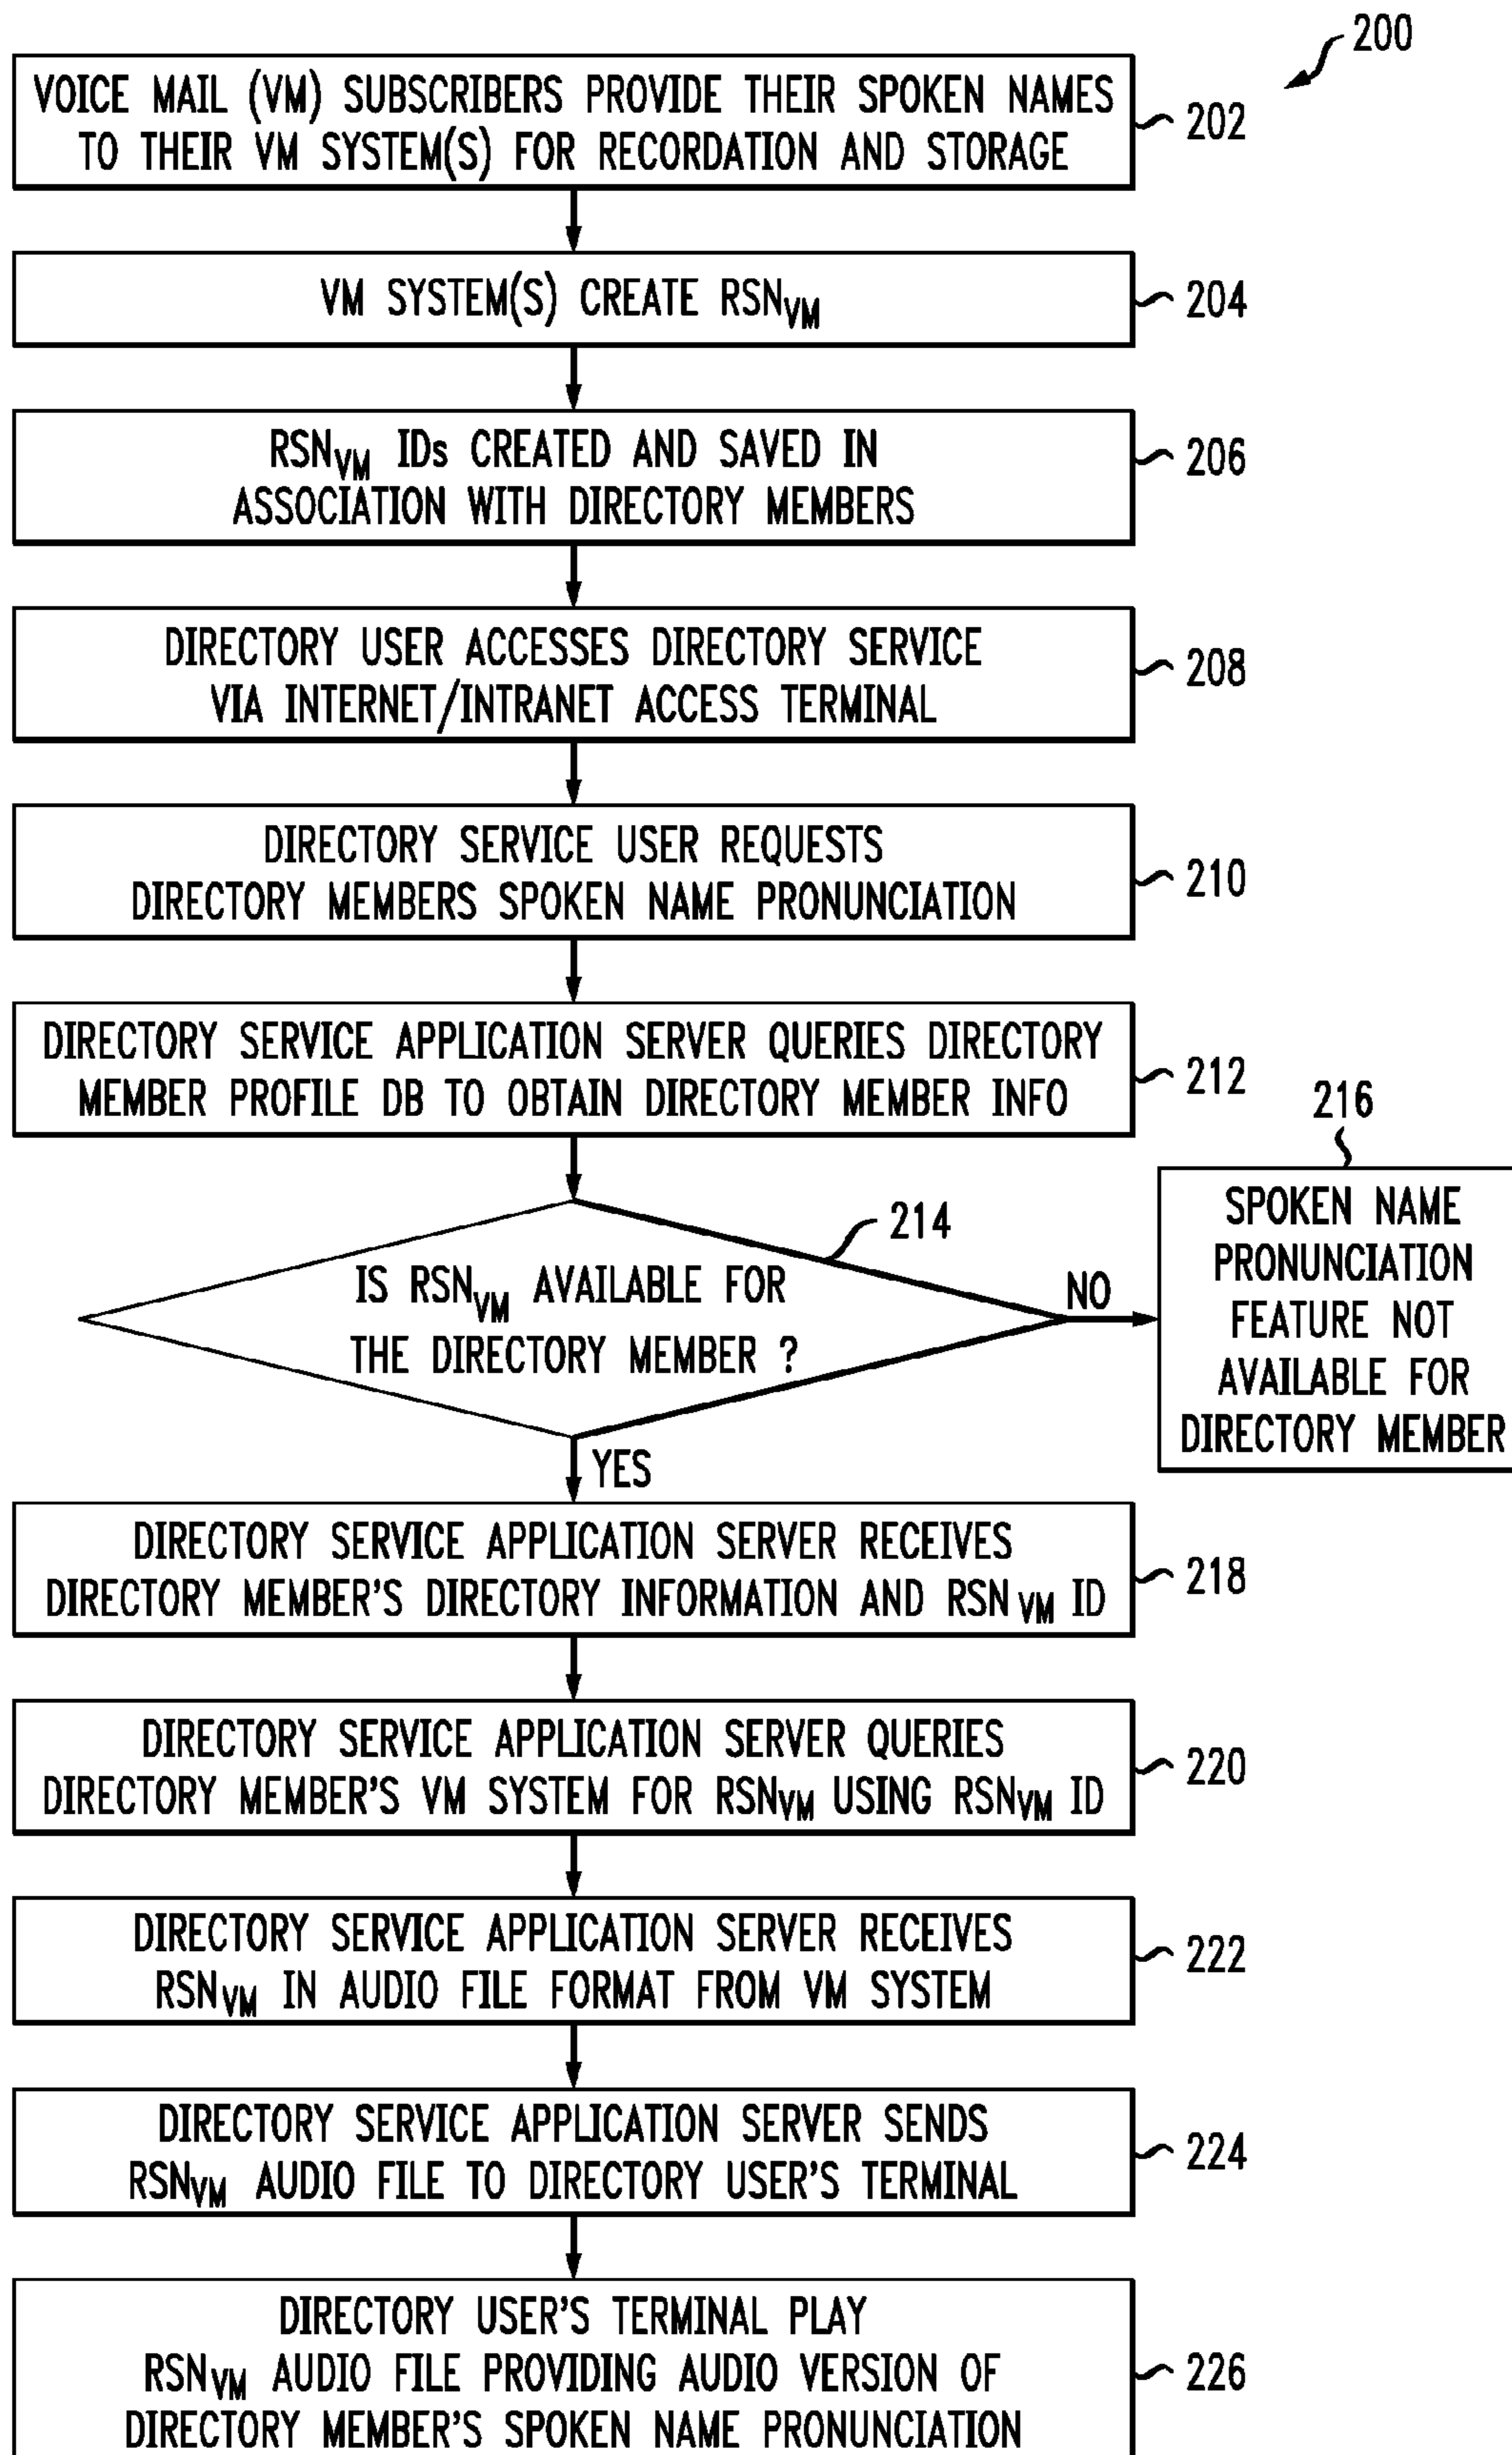 200
VOICE MAIL (VM) SUBSCRIBERS PROVIDE THEIR SPOKEN NAMES
TO THEIR VM SYSTEM(S) FOR RECORDATION AND STORAGE
202
VM SYSTEM(S) CREATE RSNVM
204
RSNVM IDs CREATED AND SAVED IN
ASSOCIATION WITH DIRECTORY MEMBERS
206
DIRECTORY USER ACCESSES DIRECTORY SERVICE
VIA INTERNET/INTRANET ACCESS TERMINAL
208
DIRECTORY SERVICE USER REQUESTS
DIRECTORY MEMBERS SPOKEN NAME PRONUNCIATION
210
DIRECTORY SERVICE APPLICATION SERVER QUERIES DIRECTORY
MEMBER PROFILE DB TO OBTAIN DIRECTORY MEMBER INFO
212
214
IS RSNVM AVAILABLE FOR
THE DIRECTORY MEMBER ?
NO
216
SPOKEN NAME
PRONUNCIATION
FEATURE NOT
AVAILABLE FOR
DIRECTORY MEMBER
YES
DIRECTORY SERVICE APPLICATION SERVER RECEIVES
DIRECTORY MEMBER'S DIRECTORY INFORMATION AND RSN VM ID
218
DIRECTORY SERVICE APPLICATION SERVER QUERIES
DIRECTORY MEMBER'S VM SYSTEM FOR RSNVM USING RSNVM ID
220
DIRECTORY SERVICE APPLICATION SERVER RECEIVES
RSNVM IN AUDIO FILE FORMAT FROM VM SYSTEM
222
DIRECTORY SERVICE APPLICATION SERVER SENDS
RSNVM AUDIO FILE TO DIRECTORY USER'S TERMINAL
224
DIRECTORY USER'S TERMINAL PLAY
RSNVM AUDIO FILE PROVIDING AUDIO VERSION OF
DIRECTORY MEMBER'S SPOKEN NAME PRONUNCIATION
226